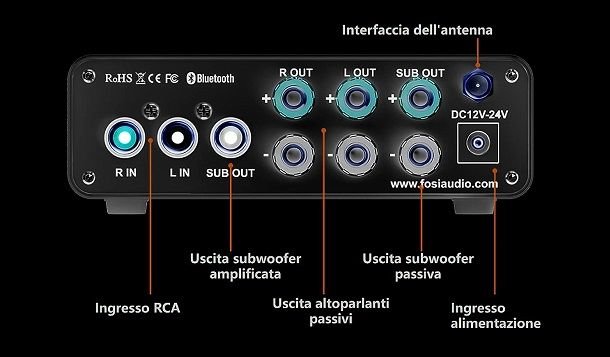 Interfaccia dell'antenna
RoHS CE FC Bluetooth
R OUT L OUT SUB OUT
+ + +
DC12V-24V
- - -
R IN L IN SUB OUT
www.fosiaudio.com
Uscita subwoofer
amplificata
Uscita subwoofer
passiva
Ingresso RCA
Uscita altoparlanti
passivi
Ingresso
alimentazione